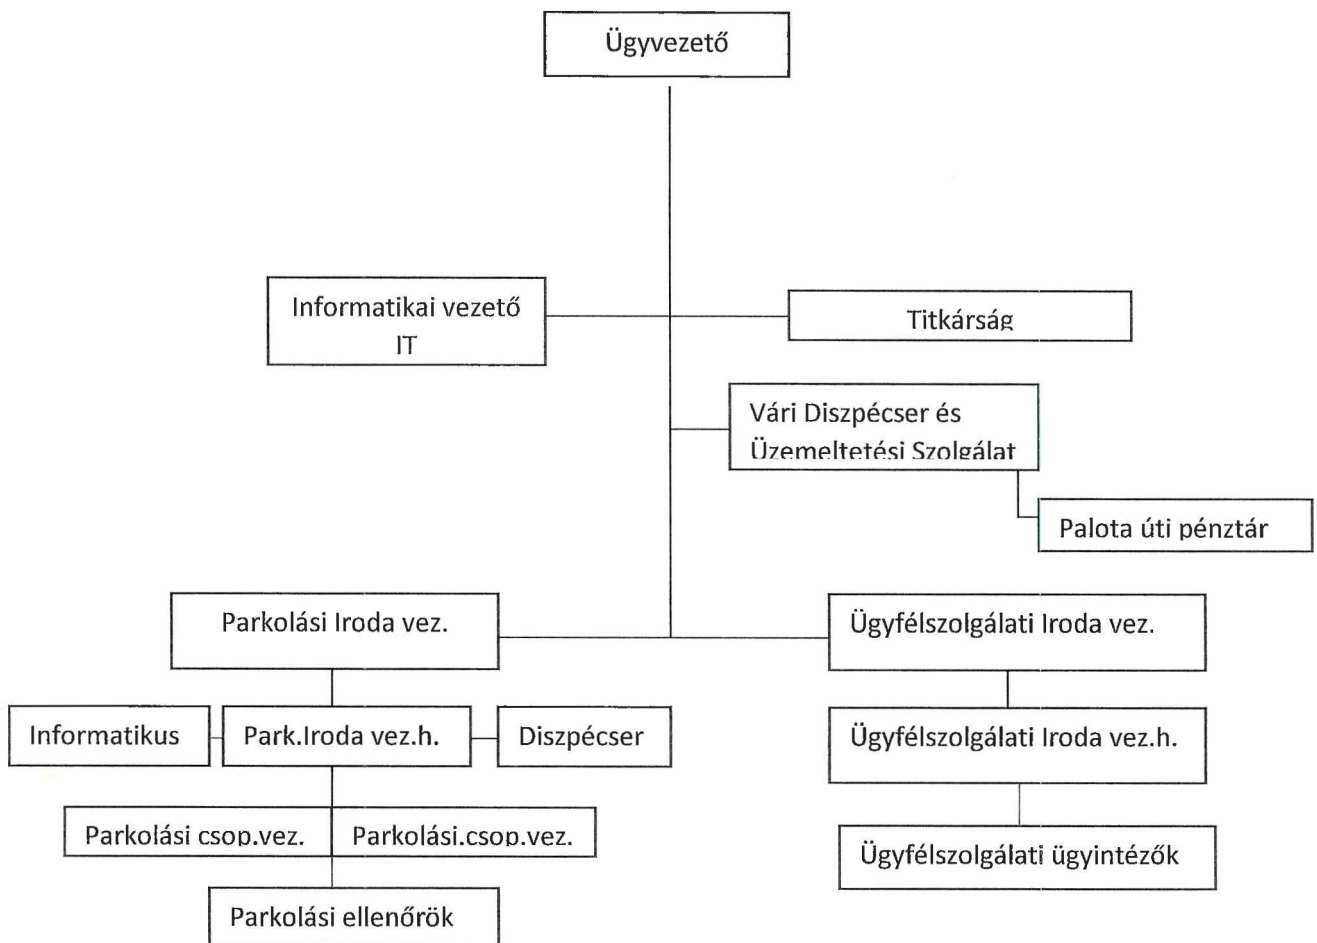 Ügyvezető
Informatikai vezető
IT
Titkárság
Vári Diszpécser és
Üzemeltetési Szolgálat
Palota úti pénztár
Parkolási Iroda vez.
Ügyfélszolgálati Iroda vez.
Informatikus
Park.Iroda vez.h.
Diszpécser
Ügyfélszolgálati Iroda vez.h.
Parkolási csop.vez.
Parkolási.csop.vez.
Ügyfélszolgálati ügyintézők
Parkolási ellenőrök